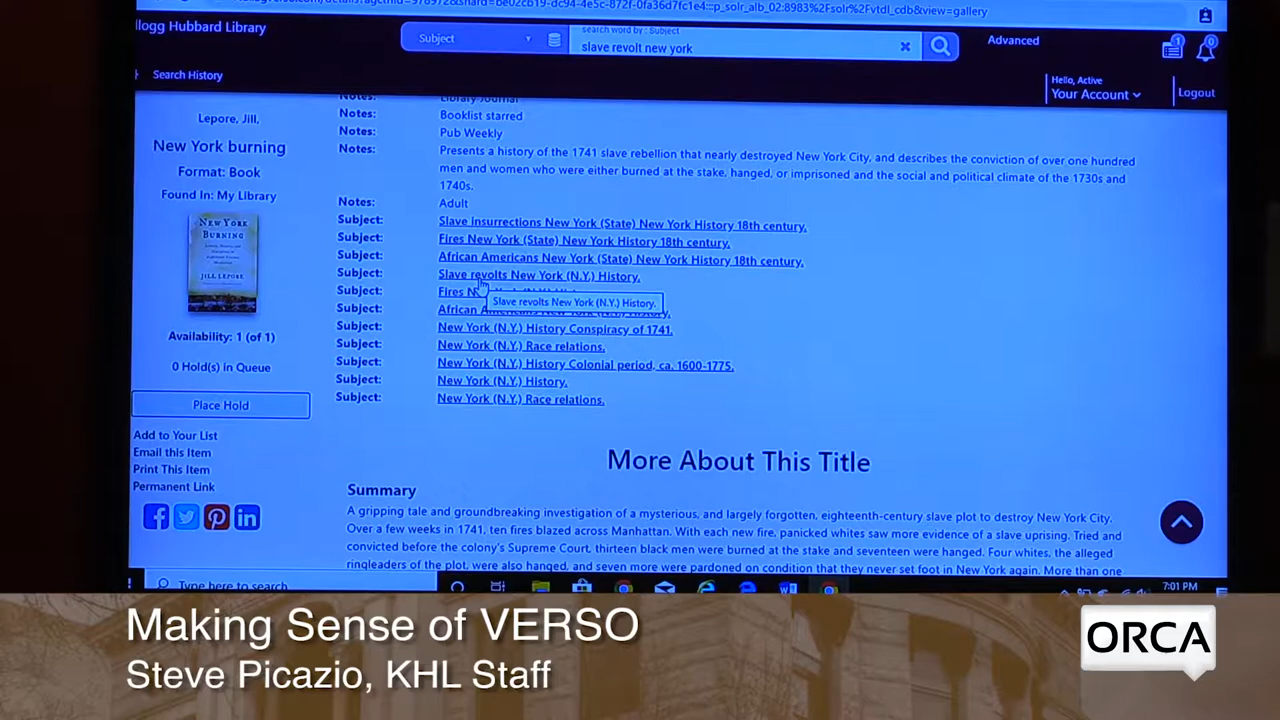 llogg Hubbard Library
Subject
search word by : Subject
slave revolt new york
Advanced
1
0
Search History
Hello, Active
Your Account
Logout
Lepore, Jill,
New York burning
Format: Book
Found In: My Library
NEW YORK
BURNING
JILL LEPORE
Availability: 1 (of 1)
0 Hold(s) in Queue
Place Hold
Add to Your List
Email this Item
Print This Item
Permanent Link
Notes: Library Journal
Notes: Booklist starred
Notes: Pub Weekly
Notes: Presents a history of the 1741 slave rebellion that nearly destroyed New York City, and describes the conviction of over one hundred
men and women who were either burned at the stake, hanged, or imprisoned and the social and political climate of the 1730s and
1740s.
Notes: Adult
Subject: Slave insurrections New York (State) New York History 18th century,
Subject: Fires New York (State) New York History 18th century,
Subject: African Americans New York (State) New York History 18th century,
Subject: Slave revolts New York (N.Y.) History,
Subject: Fires
Slave revolts New York (N.Y.) History.
Subject: African
Subject: New York (N.Y.) History Conspiracy of 1741,
Subject: New York (N.Y.) Race relations,
Subject: New York (N.Y.) History Colonial period, ca. 1600-1775,
Subject: New York (N.Y.) History,
Subject: New York (N.Y.) Race relations,
More About This Title
Summary
A gripping tale and groundbreaking investigation of a mysterious, and largely forgotten, eighteenth-century slave plot to destroy New York City.
Over a few weeks in 1741, ten fires blazed across Manhattan. With each new fire, panicked whites saw more evidence of a slave uprising. Tried and
convicted before the colony's Supreme Court, thirteen black men were burned at the stake and seventeen were hanged. Four whites, the alleged
ringleaders of the plot, were also hanged, and seven more were pardoned on condition that they never set foot in New York again. More than one
Type here to search
7:01 PM
Making Sense of VERSO
Steve Picazio, KHL Staff
ORCA